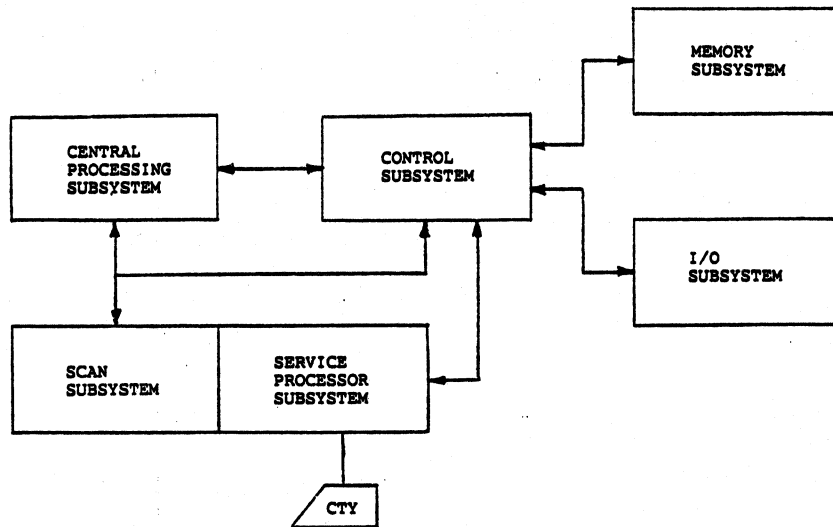 MEMORY
SUBSYSTEM
CENTRAL
PROCESSING
SUBSYSTEM
CONTROL
SUBSYSTEM
I/O
SUBSYSTEM
SCAN
SUBSYSTEM
SERVICE
PROCESSOR
SUBSYSTEM
CTY